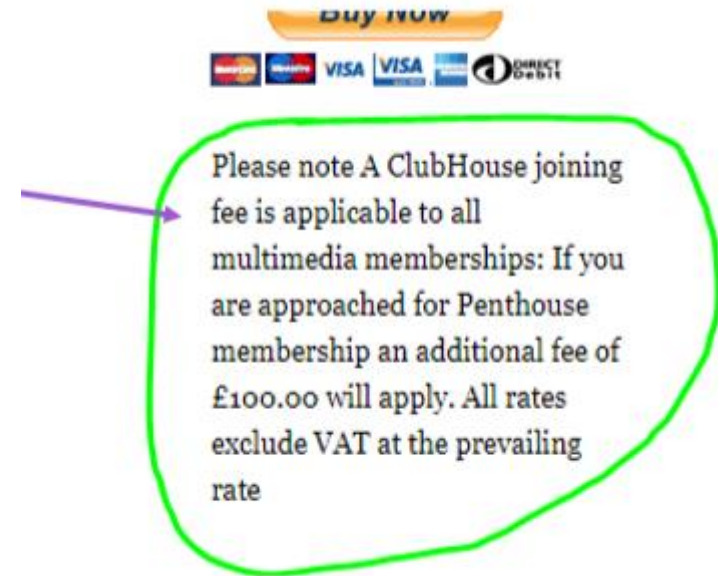 Buy Now
VISA VISA DIRECT
Debit
Please note A ClubHouse joining
fee is applicable to all
multimedia memberships: If you
are approached for Penthouse
membership an additional fee of
£100.00 will apply. All rates
exclude VAT at the prevailing
rate